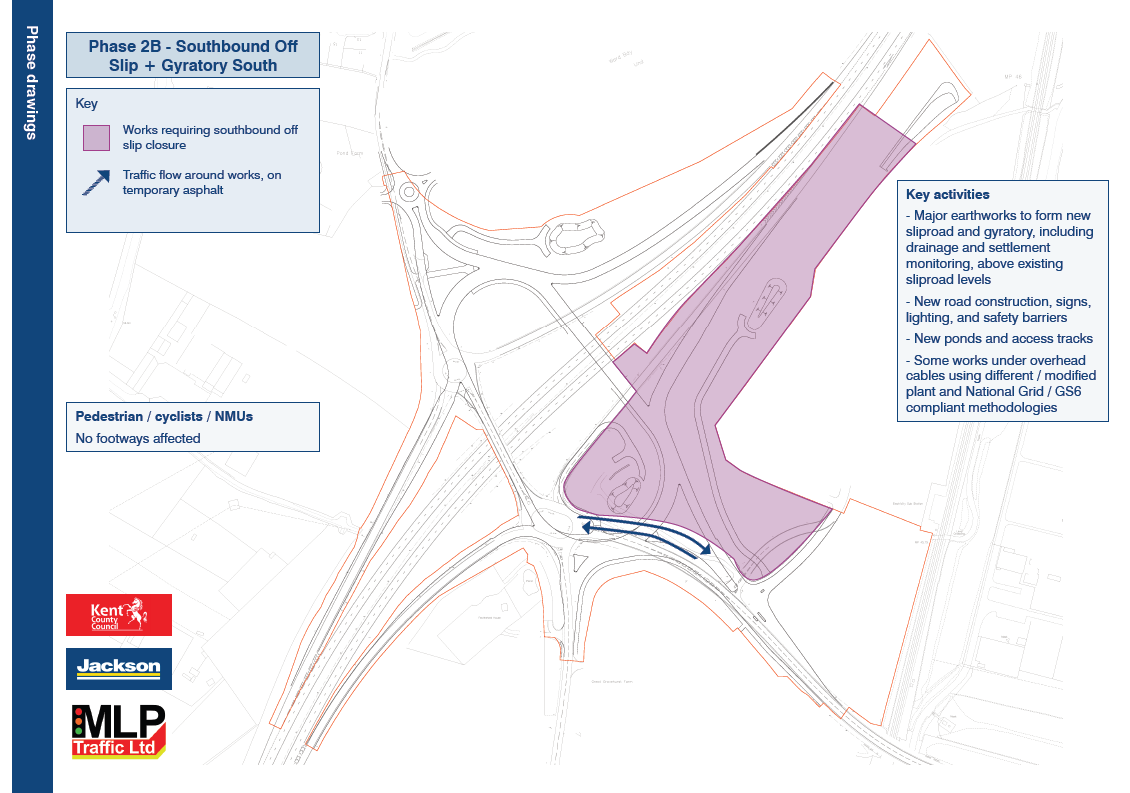 Phase drawings
Phase 2B - Southbound Off
Slip + Gyratory South
Key
Works requiring southbound off
slip closure
Traffic flow around works, on
temporary asphalt
Key activities
- Major earthworks to form new
sliproad and gyratory, including
drainage and settlement
monitoring, above existing
sliproad levels
- New road construction, signs,
lighting, and safety barriers
- New ponds and access tracks
- Some works under overhead
cables using different / modified
plant and National Grid / GS6
compliant methodologies
Pedestrian / cyclists / NMUs
No footways affected
Kent
County
Council
Jackson
MLP
Traffic Ltd